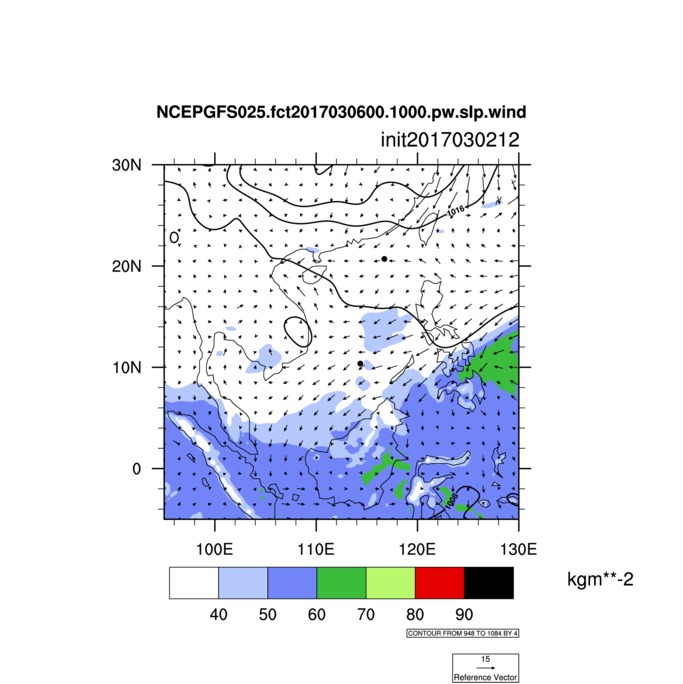 NCEPGFS025.fct2017030600.1000.pw.slp.wind
init2017030212
30N
20N
10N
0
1016
1008
100E 110E 120E 130E
kgm**-2
40 50 60 70 80 90
CONTOUR FROM 948 TO 1084 BY 4
15
Reference Vector